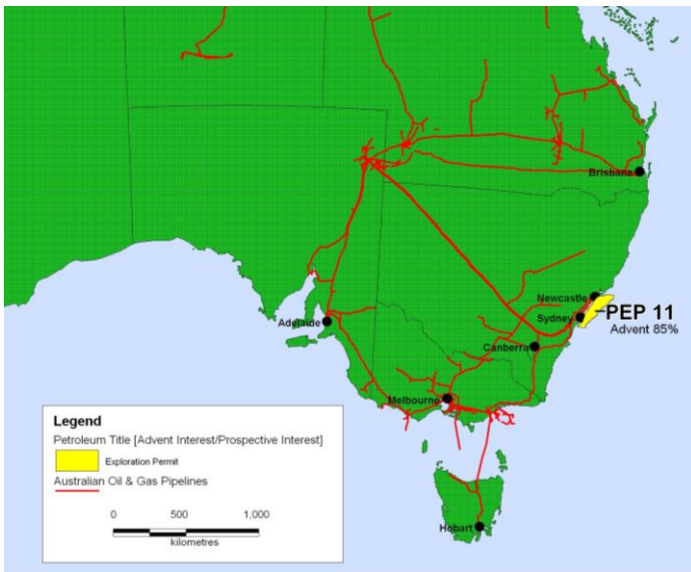 Brisbane
Newcastle
PEP 11
Sydney
Advent 85%
Adelaide
Canberra
Melbourne
Hobart
Legend
Petroleum Title [Advent Interest/Prospective Interest]
Exploration Permit
Australian Oil & Gas Pipelines
0 500 1,000
kilometres